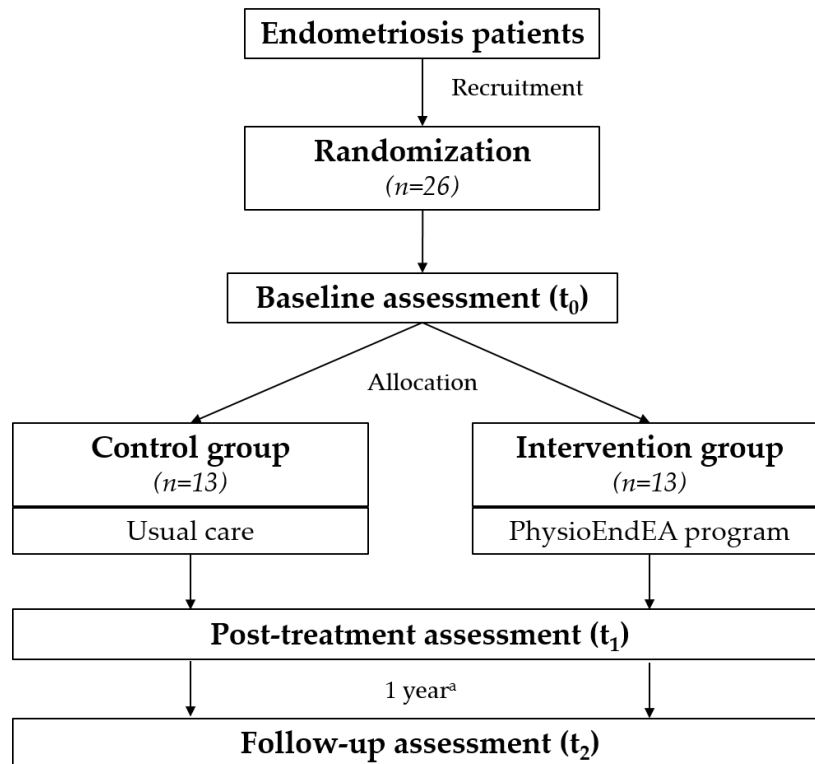 Endometriosis patients
Recruitment
Randomization
(n=26)
Baseline assessment (t₀)
Allocation
Control group
(n=13)
Usual care
Intervention group
(n=13)
PhysioEndEA program
Post-treatment assessment (t₁)
1 yearᵃ
Follow-up assessment (t₂)